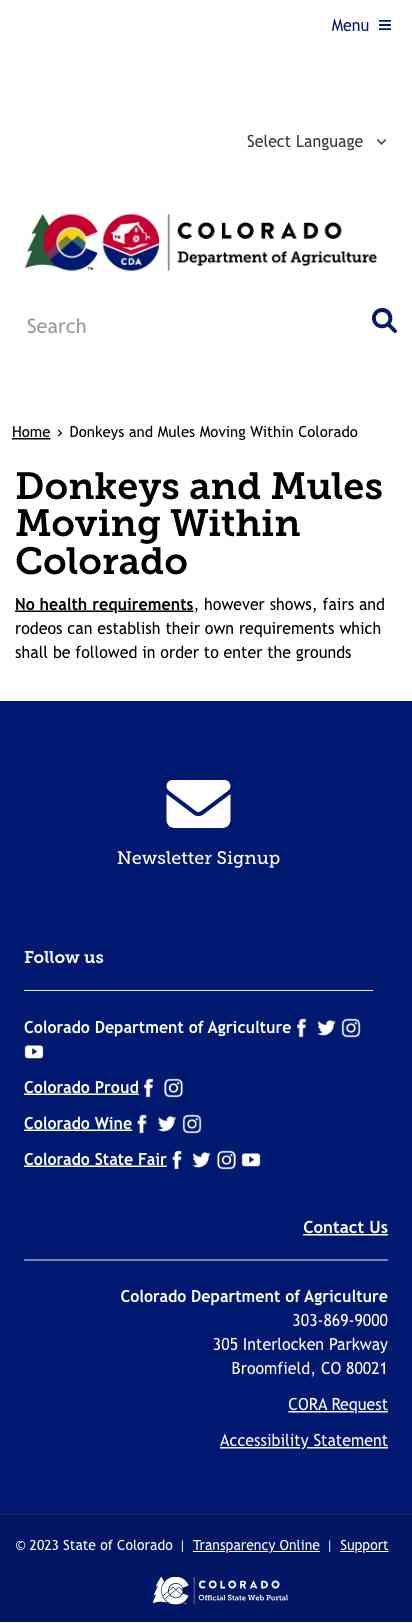 Menu
Select Language
CDA
COLORADO
Department of Agriculture
TM
Search
Home › Donkeys and Mules Moving Within Colorado
Donkeys and Mules
Moving Within
Colorado
No health requirements, however shows, fairs and
rodeos can establish their own requirements which
shall be followed in order to enter the grounds
Newsletter Signup
Follow us
Colorado Department of Agriculture
Colorado Proud
Colorado Wine
Colorado State Fair
Contact Us
Colorado Department of Agriculture
303-869-9000
305 Interlocken Parkway
Broomfield, CO 80021
CORA Request
Accessibility Statement
© 2023 State of Colorado | Transparency Online | Support
COLORADO
Official State Web Portal